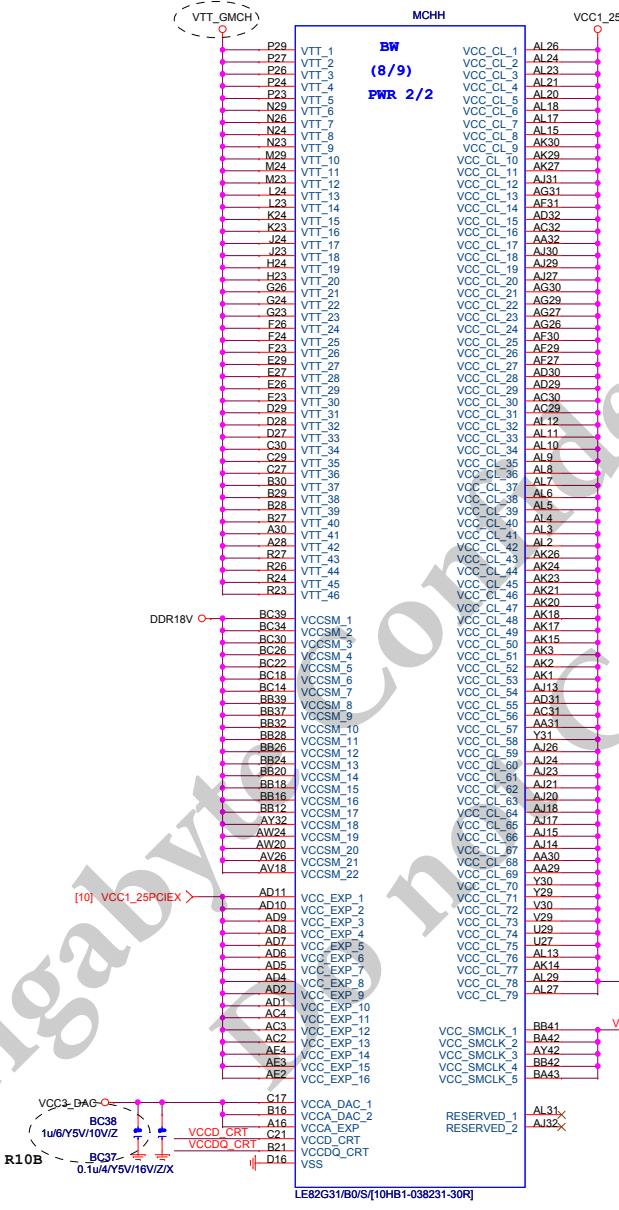 VTT_GMCH MCHH VCC1_25
BW
(8/9)
PWR 2/2
P29 VTT_1 VCC_CL_1 AL26
P27 VTT_2 VCC_CL_2 AL24
P26 VTT_3 VCC_CL_3 AL23
P24 VTT_4 VCC_CL_4 AL21
P23 VTT_5 VCC_CL_5 AL20
N29 VTT_6 VCC_CL_6 AL18
N26 VTT_7 VCC_CL_7 AL17
N24 VTT_8 VCC_CL_8 AL15
N23 VTT_9 VCC_CL_9 AK30
M29 VTT_10 VCC_CL_10 AK29
M24 VTT_11 VCC_CL_11 AK27
M23 VTT_12 VCC_CL_12 AJ31
L24 VTT_13 VCC_CL_13 AG31
L23 VTT_14 VCC_CL_14 AF31
K24 VTT_15 VCC_CL_15 AD32
K23 VTT_16 VCC_CL_16 AC32
J24 VTT_17 VCC_CL_17 AA32
J23 VTT_18 VCC_CL_18 AJ30
H24 VTT_19 VCC_CL_19 AJ29
H23 VTT_20 VCC_CL_20 AJ27
G26 VTT_21 VCC_CL_21 AG30
G24 VTT_22 VCC_CL_22 AG29
G23 VTT_23 VCC_CL_23 AG27
F26 VTT_24 VCC_CL_24 AG26
F24 VTT_25 VCC_CL_25 AF30
F23 VTT_26 VCC_CL_26 AF29
E29 VTT_27 VCC_CL_27 AF27
E27 VTT_28 VCC_CL_28 AD30
E26 VTT_29 VCC_CL_29 AD29
E23 VTT_30 VCC_CL_30 AC30
D29 VTT_31 VCC_CL_31 AC29
D28 VTT_32 VCC_CL_32 AL12
D27 VTT_33 VCC_CL_33 AL11
C30 VTT_34 VCC_CL_34 AL10
C29 VTT_35 VCC_CL_35 AL9
C27 VTT_36 VCC_CL_36 AL8
B30 VTT_37 VCC_CL_37 AL7
B29 VTT_38 VCC_CL_38 AL6
B28 VTT_39 VCC_CL_39 AL5
B27 VTT_40 VCC_CL_40 AL4
A30 VTT_41 VCC_CL_41 AL3
A28 VTT_42 VCC_CL_42 AL2
R27 VTT_43 VCC_CL_43 AK26
R26 VTT_44 VCC_CL_44 AK24
R24 VTT_45 VCC_CL_45 AK23
R23 VTT_46 VCC_CL_46 AK21
VCC_CL_47 AK20
DDR18V BC39 VCCSM_1 VCC_CL_48 AK18
BC34 VCCSM_2 VCC_CL_49 AK17
BC30 VCCSM_3 VCC_CL_50 AK15
BC26 VCCSM_4 VCC_CL_51 AK3
BC22 VCCSM_5 VCC_CL_52 AK2
BC18 VCCSM_6 VCC_CL_53 AK1
BC14 VCCSM_7 VCC_CL_54 AJ13
BB39 VCCSM_8 VCC_CL_55 AD31
BB37 VCCSM_9 VCC_CL_56 AC31
BB32 VCCSM_10 VCC_CL_57 AA31
BB28 VCCSM_11 VCC_CL_58 Y31
BB26 VCCSM_12 VCC_CL_59 AJ26
BB24 VCCSM_13 VCC_CL_60 AJ24
BB20 VCCSM_14 VCC_CL_61 AJ23
BB18 VCCSM_15 VCC_CL_62 AJ21
BB16 VCCSM_16 VCC_CL_63 AJ20
BB12 VCCSM_17 VCC_CL_64 AJ18
AY32 VCCSM_18 VCC_CL_65 AJ17
AW24 VCCSM_19 VCC_CL_66 AJ15
AW20 VCCSM_20 VCC_CL_67 AJ14
AV26 VCCSM_21 VCC_CL_68 AA30
AV18 VCCSM_22 VCC_CL_69 AA29
VCC_CL_70 Y30
[10] VCC1_25PCIEX AD11 VCC_EXP_1 VCC_CL_71 Y29
AD10 VCC_EXP_2 VCC_CL_72 V30
AD9 VCC_EXP_3 VCC_CL_73 V29
AD8 VCC_EXP_4 VCC_CL_74 U29
AD7 VCC_EXP_5 VCC_CL_75 U27
AD6 VCC_EXP_6 VCC_CL_76 AL13
AD5 VCC_EXP_7 VCC_CL_77 AK14
AD4 VCC_EXP_8 VCC_CL_78 AL29
AD2 VCC_EXP_9 VCC_CL_79 AL27
AD1 VCC_EXP_10
AC4 VCC_EXP_11
AC3 VCC_EXP_12 VCC_SMCLK_1 BB41
AC2 VCC_EXP_13 VCC_SMCLK_2 BA42
AE4 VCC_EXP_14 VCC_SMCLK_3 AY42
AE3 VCC_EXP_15 VCC_SMCLK_4 BB42
AE2 VCC_EXP_16 VCC_SMCLK_5 BA43
VCC3_DAC C17 VCCA_DAC_1
B16 VCCA_DAC_2 RESERVED_1 AL31
BC38 A16 VCCA_EXP RESERVED_2 AJ32
1u/6/Y5V/10V/Z VCCD_CRT C21 VCCD_CRT
VCCDQ_CRT B21 VCCDQ_CRT
R10B BC37 D16 VSS
0.1u/4/Y5V/16V/Z/X
LE82G31/B0/S/[10HB1-038231-30R]
gabyte Confide
Do not C